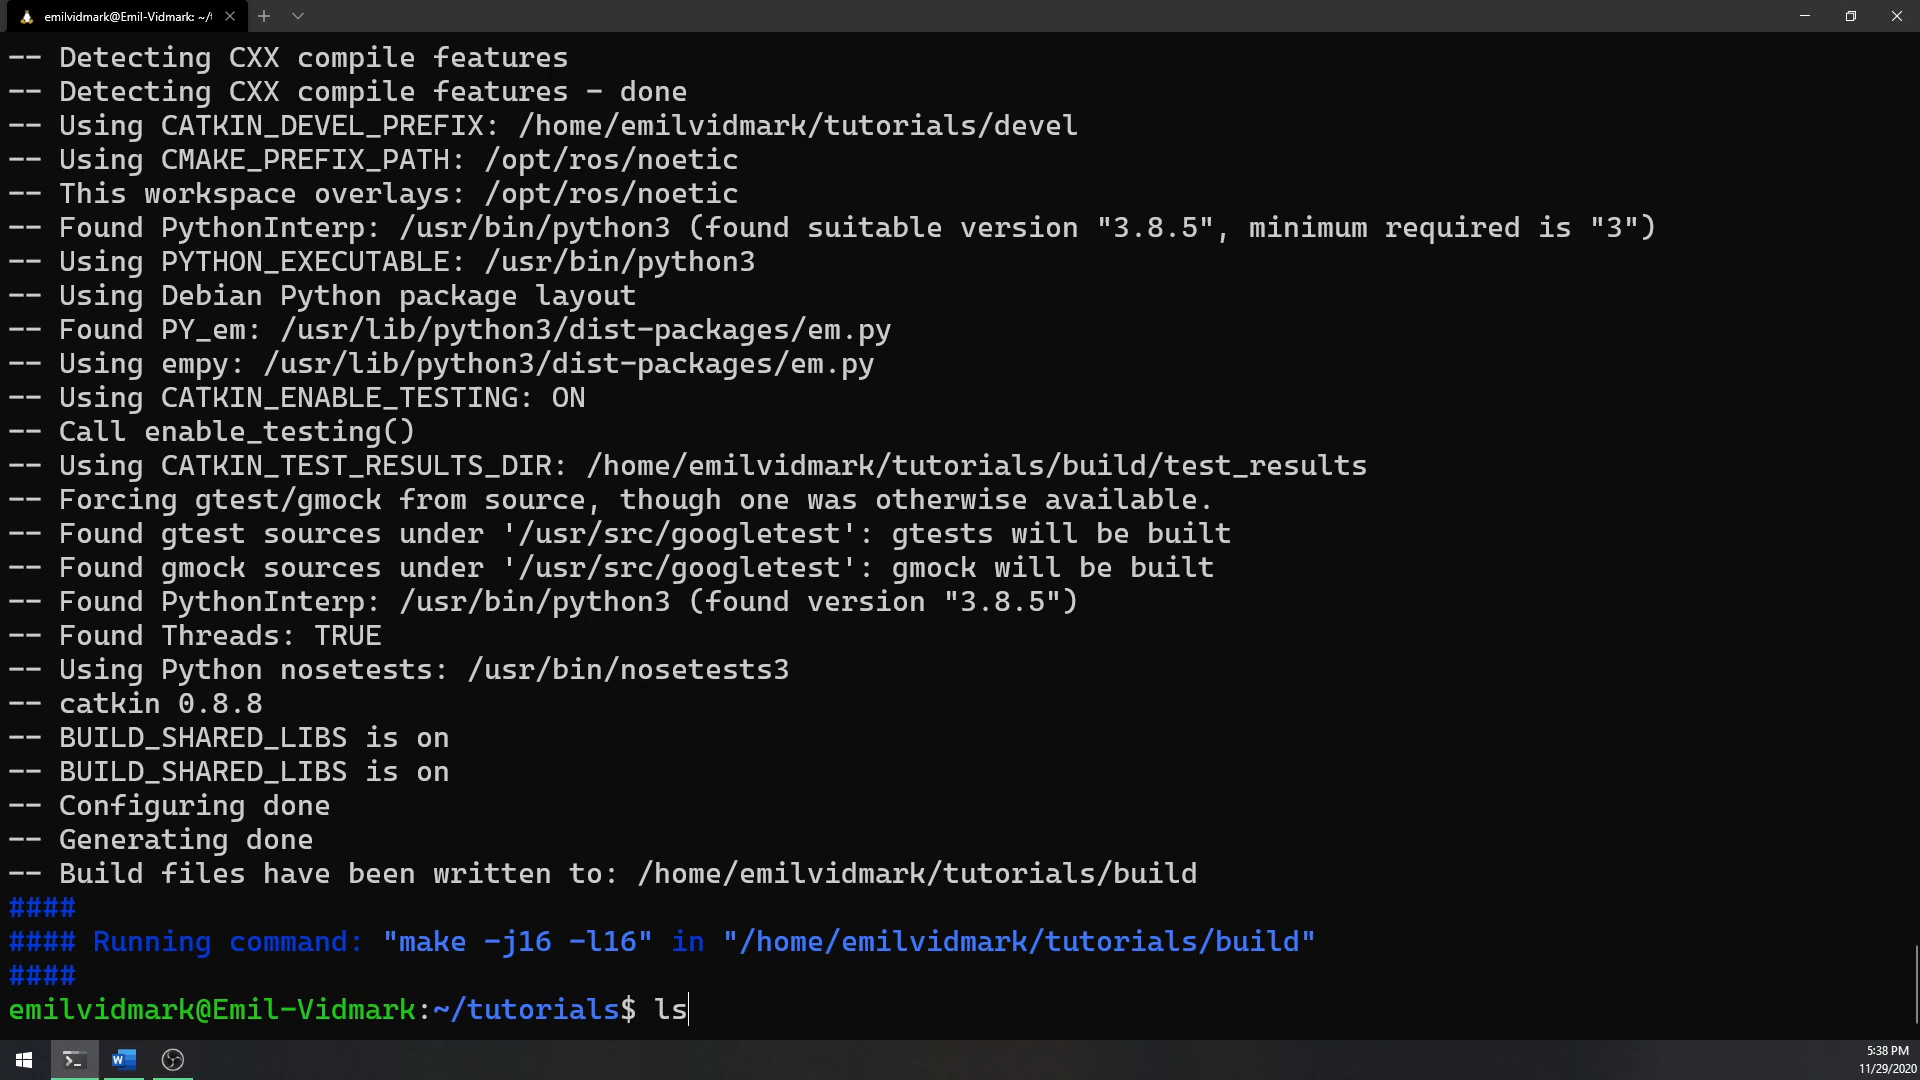 emilvidmark@Emil-Vidmark: ~/t
-- Detecting CXX compile features
-- Detecting CXX compile features - done
-- Using CATKIN_DEVEL_PREFIX: /home/emilvidmark/tutorials/devel
-- Using CMAKE_PREFIX_PATH: /opt/ros/noetic
-- This workspace overlays: /opt/ros/noetic
-- Found PythonInterp: /usr/bin/python3 (found suitable version "3.8.5", minimum required is "3")
-- Using PYTHON_EXECUTABLE: /usr/bin/python3
-- Using Debian Python package layout
-- Found PY_em: /usr/lib/python3/dist-packages/em.py
-- Using empy: /usr/lib/python3/dist-packages/em.py
-- Using CATKIN_ENABLE_TESTING: ON
-- Call enable_testing()
-- Using CATKIN_TEST_RESULTS_DIR: /home/emilvidmark/tutorials/build/test_results
-- Forcing gtest/gmock from source, though one was otherwise available.
-- Found gtest sources under '/usr/src/googletest': gtests will be built
-- Found gmock sources under '/usr/src/googletest': gmock will be built
-- Found PythonInterp: /usr/bin/python3 (found version "3.8.5")
-- Found Threads: TRUE
-- Using Python nosetests: /usr/bin/nosetests3
-- catkin 0.8.8
-- BUILD_SHARED_LIBS is on
-- BUILD_SHARED_LIBS is on
-- Configuring done
-- Generating done
-- Build files have been written to: /home/emilvidmark/tutorials/build
####
#### Running command: "make -j16 -l16" in "/home/emilvidmark/tutorials/build"
####
emilvidmark@Emil-Vidmark:~/tutorials$ ls
5:38 PM
11/29/2020